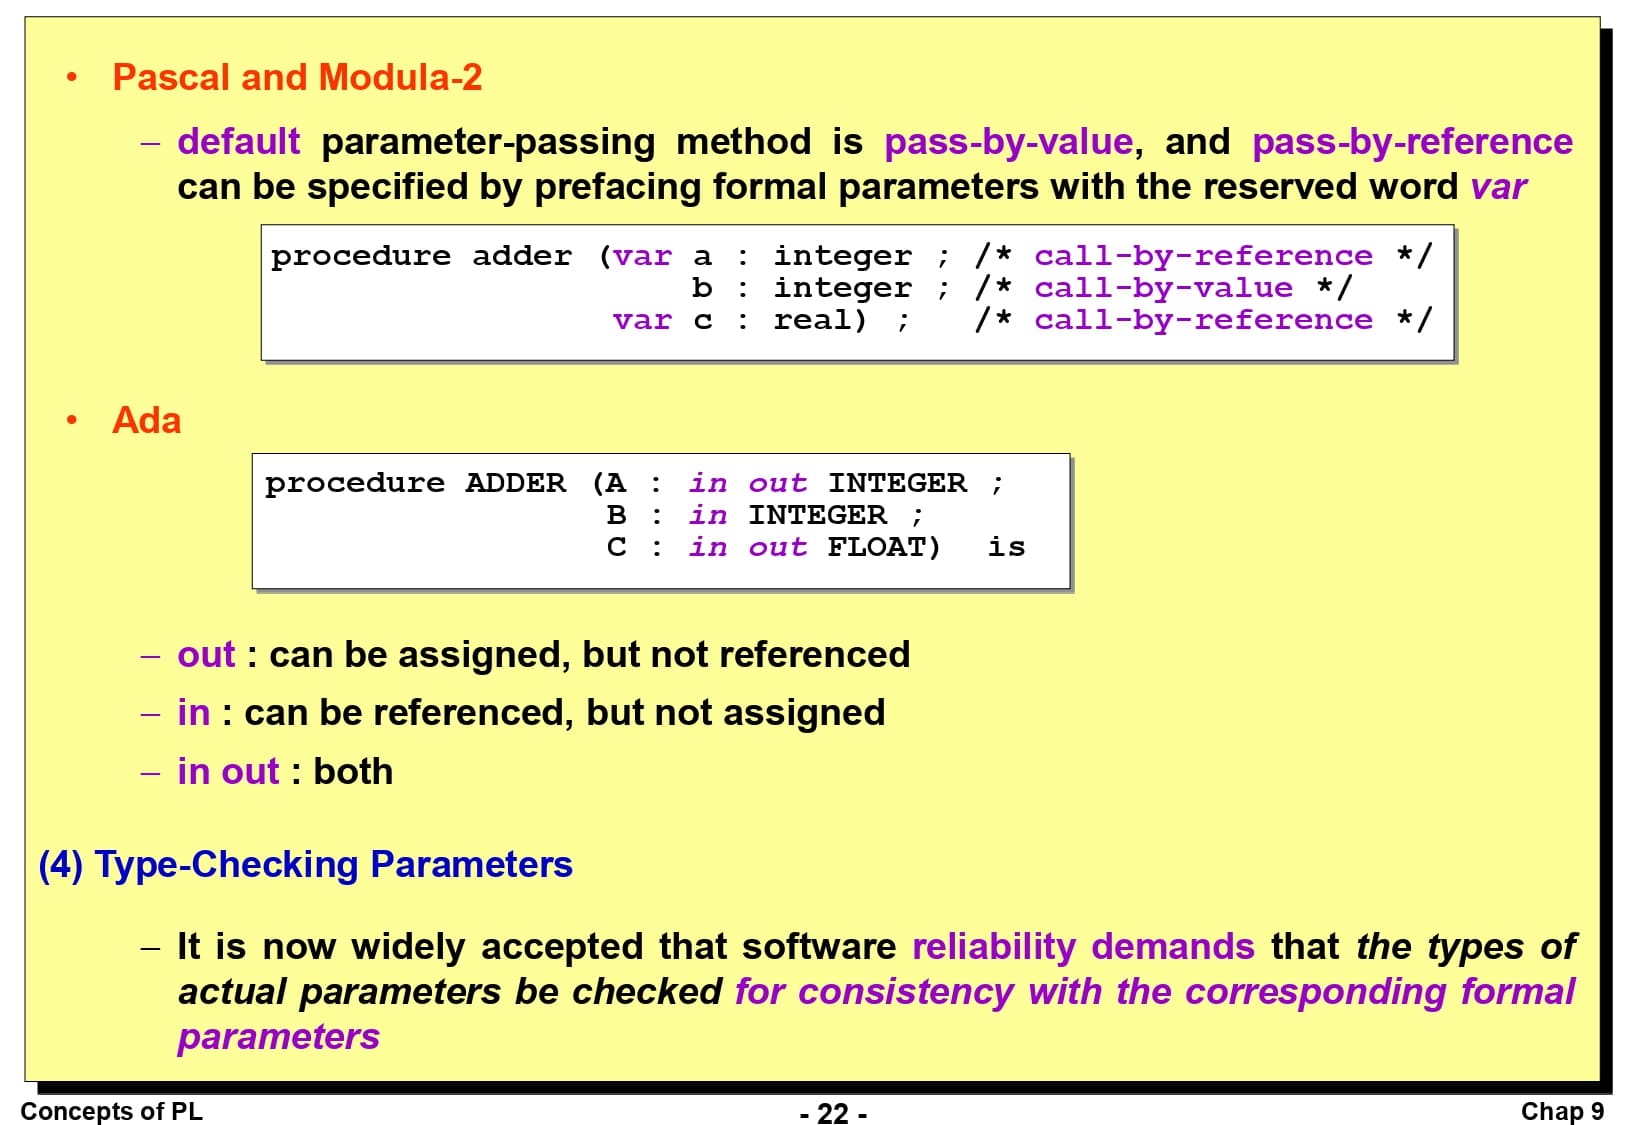 • Pascal and Modula-2
– default parameter-passing method is pass-by-value, and pass-by-reference
can be specified by prefacing formal parameters with the reserved word var
procedure adder (var a : integer ; /* call-by-reference */
b : integer ; /* call-by-value */
var c : real) ; /* call-by-reference */
• Ada
procedure ADDER (A : in out INTEGER ;
B : in INTEGER ;
C : in out FLOAT) is
– out : can be assigned, but not referenced
– in : can be referenced, but not assigned
– in out : both
(4) Type-Checking Parameters
– It is now widely accepted that software reliability demands that the types of
actual parameters be checked for consistency with the corresponding formal
parameters
Concepts of PL
- 22 -
Chap 9